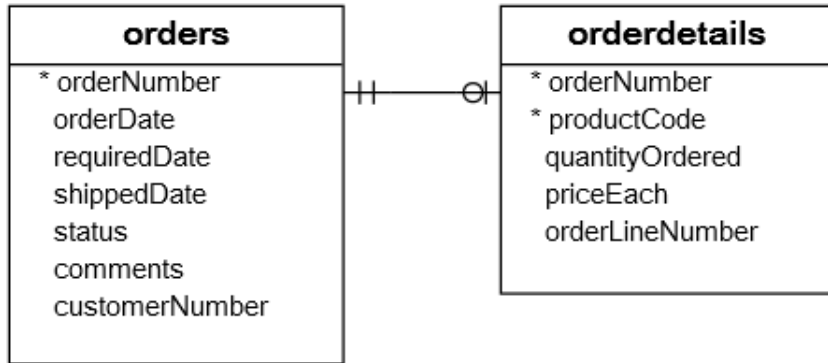 orders
* orderNumber
orderDate
requiredDate
shippedDate
status
comments
customerNumber
orderdetails
* orderNumber
* productCode
quantityOrdered
priceEach
orderLineNumber